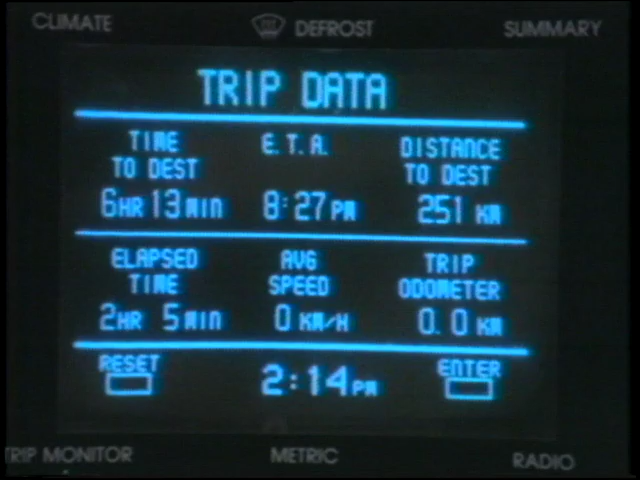 CLIMATE DEFROST SUMMARY
TRIP DATA
TIME TO DEST E.T.A. DISTANCE TO DEST
6HR 13MIN 8:27PM 251 KM
ELAPSED TIME AVG SPEED TRIP ODOMETER
2HR 5MIN 0 KM/H 0.0 KM
RESET 2:14PM ENTER
TRIP MONITOR METRIC RADIO